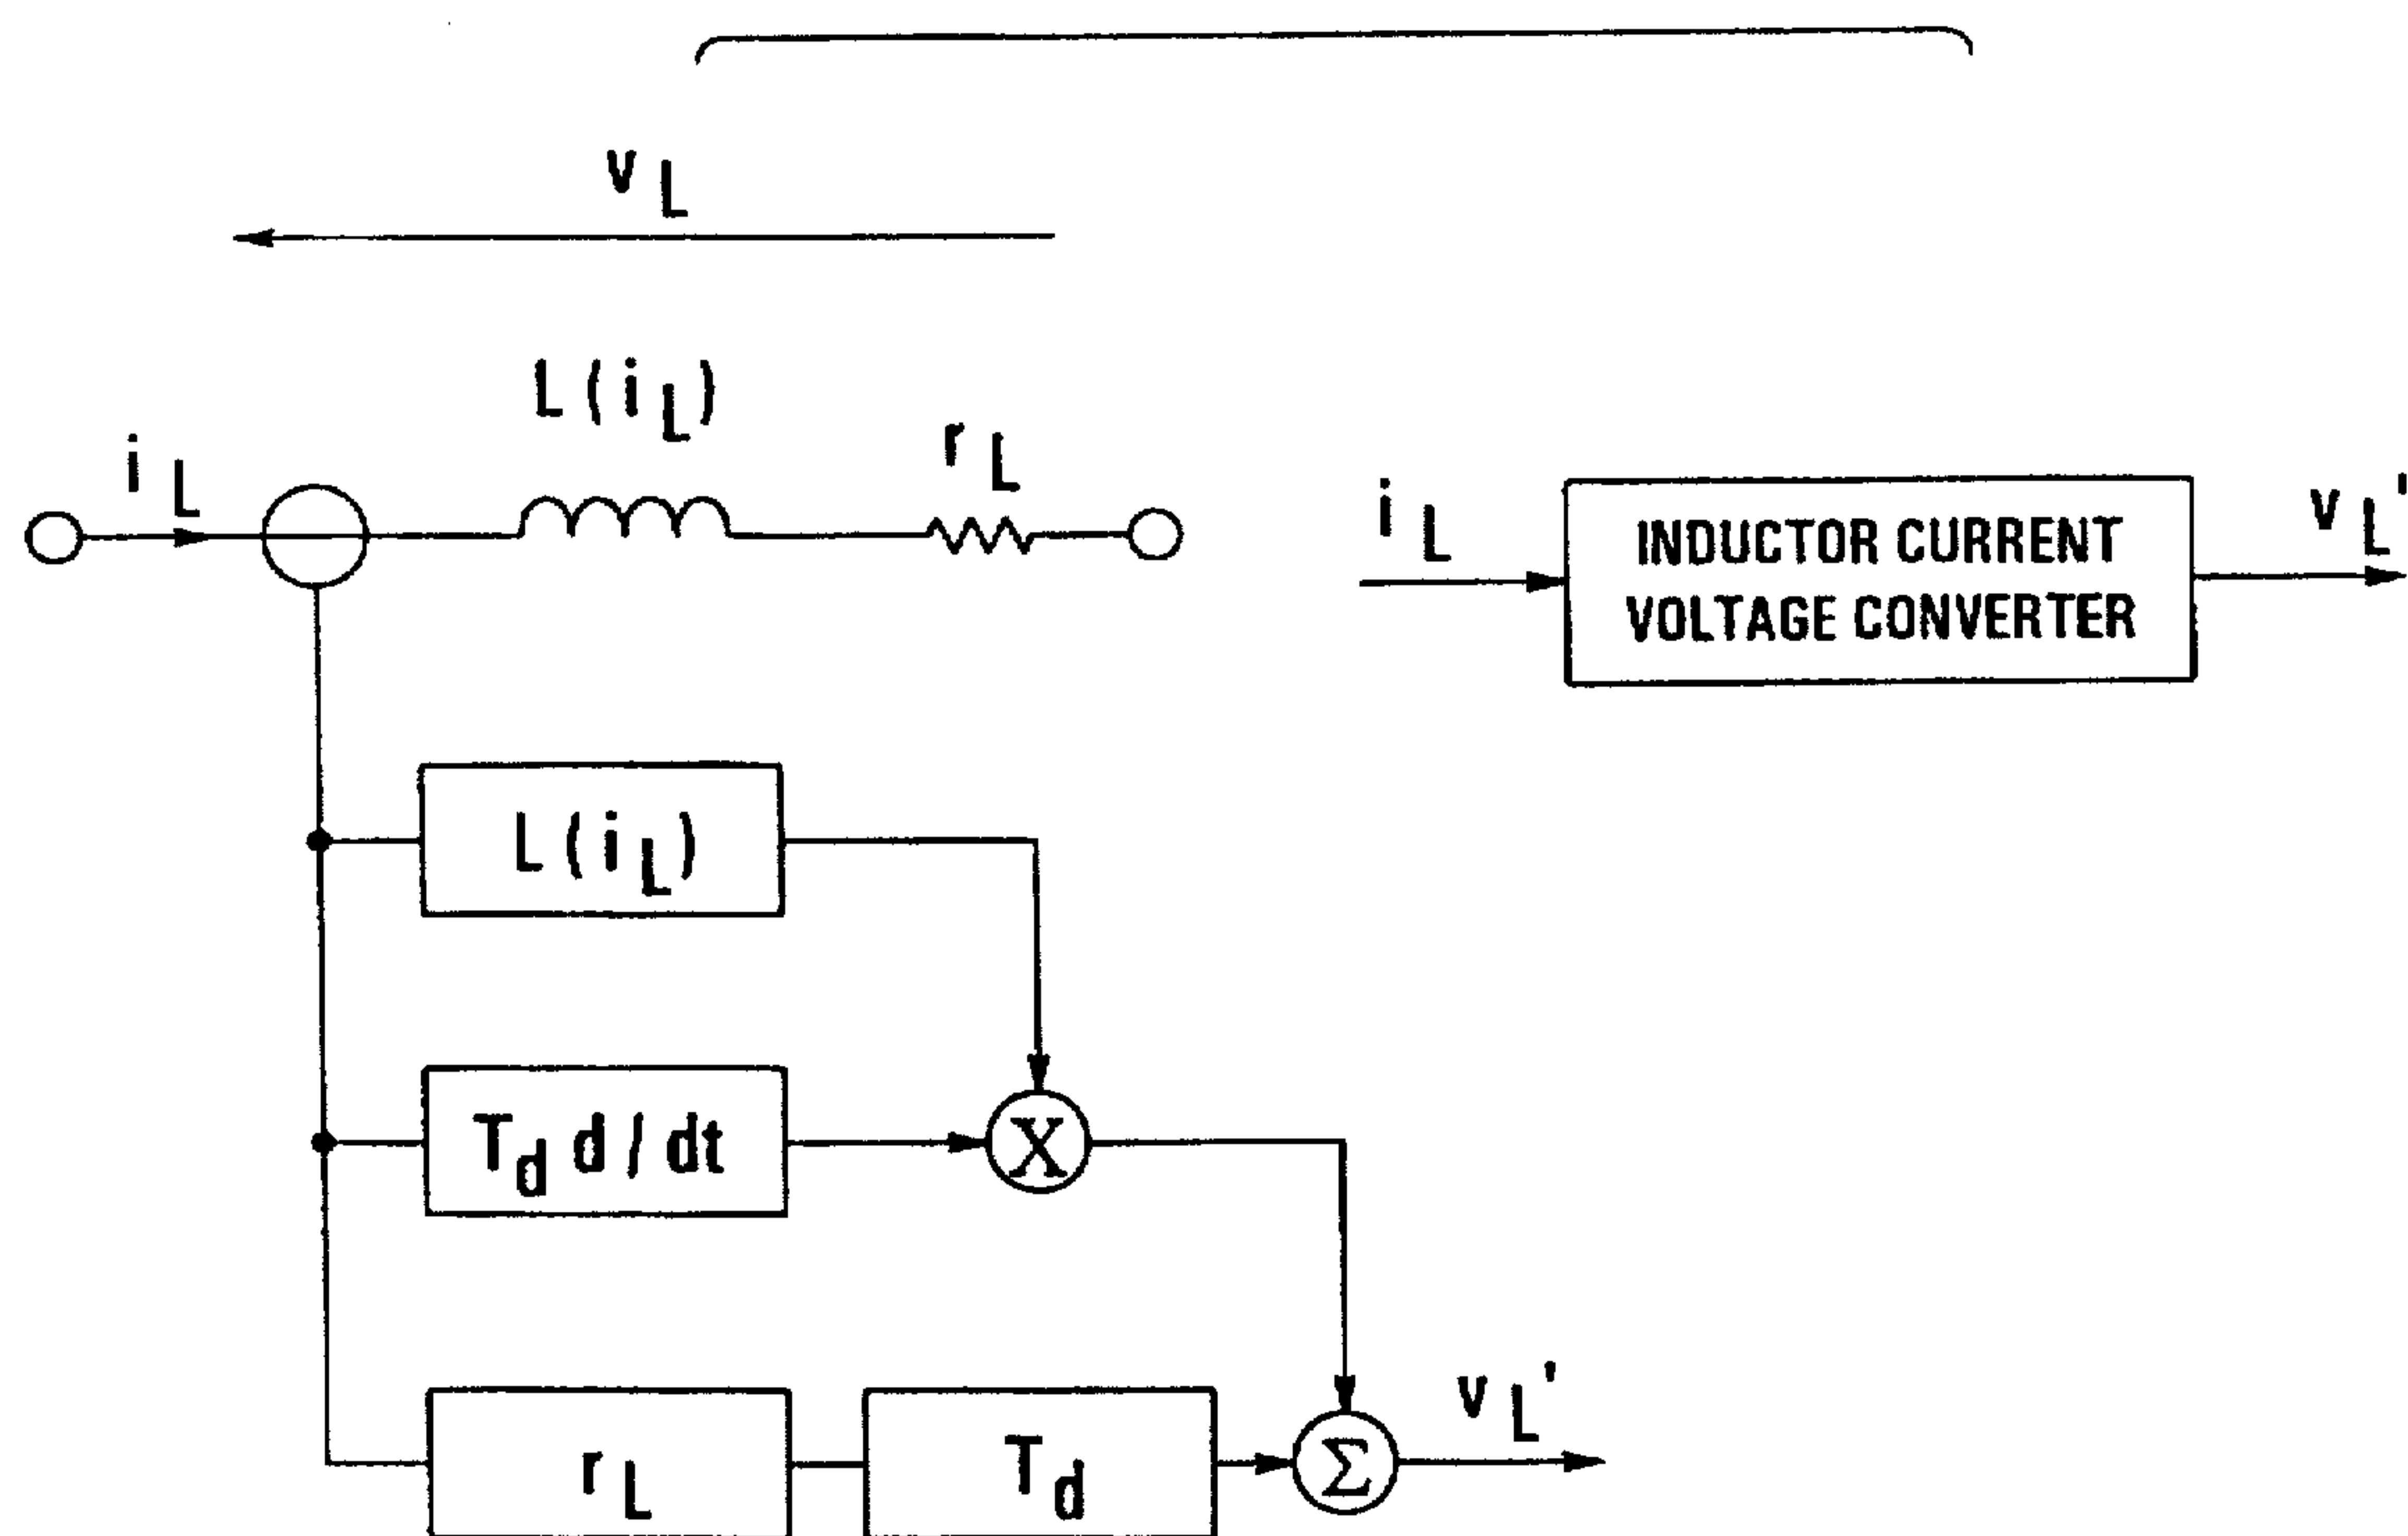 v L
L(i L)
i L
r L
i L
INDUCTOR CURRENT
VOLTAGE CONVERTER
v L'
L(i L)
T d d/dt
X
r L
T d
Σ
v L'